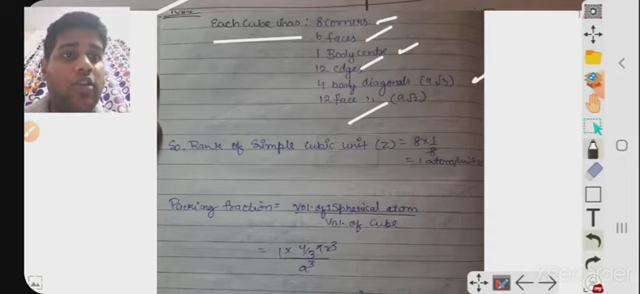 Each Cube has : 8 corners
6 faces
1 Body centre
12 edge
4 body diagonals (a√3)
12 face " (a√2)
So, Rank of Simple cubic unit (Z) = 8 × 1/8
= 1 atom/unit
Packing fraction = Vol. of Spherical atom / Vol. of Cube
= 1 × 4/3 πr³ / a³
T